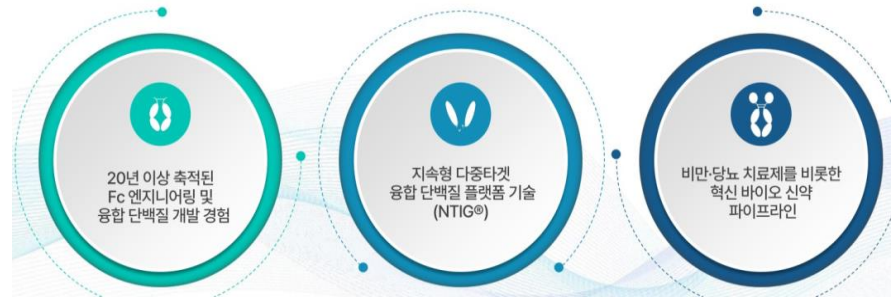 20년 이상 축적된
Fc 엔지니어링 및
융합 단백질 개발 경험
지속형 다중타겟
융합 단백질 플랫폼 기술
(NTIG®)
비만·당뇨 치료제를 비롯한
혁신 바이오 신약
파이프라인